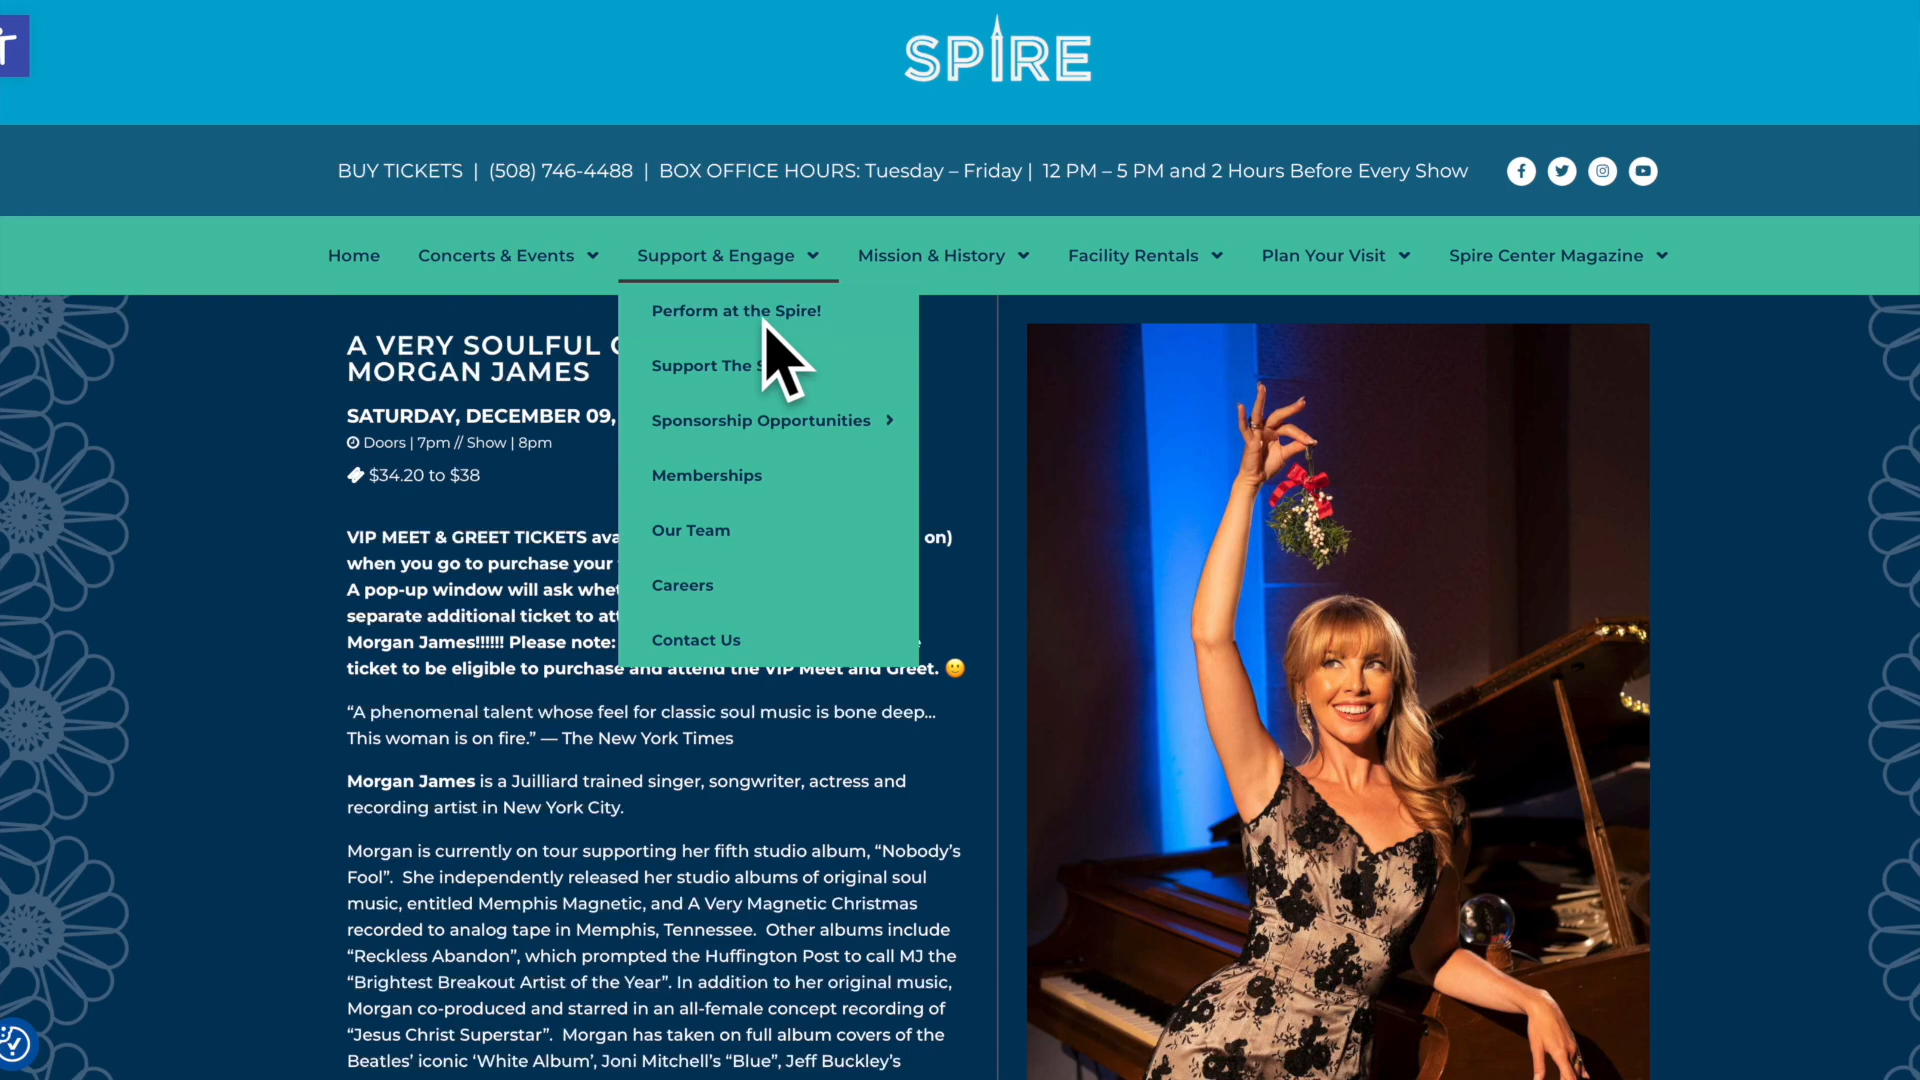 SPIRE
BUY TICKETS | (508) 746-4488 | BOX OFFICE HOURS: Tuesday – Friday | 12 PM – 5 PM and 2 Hours Before Every Show
Home Concerts & Events Support & Engage Mission & History Facility Rentals Plan Your Visit Spire Center Magazine
Perform at the Spire!
Support The
Sponsorship Opportunities
Memberships
Our Team
Careers
Contact Us
A VERY SOULFUL
MORGAN JAMES
SATURDAY, DECEMBER 09,
Doors | 7pm // Show | 8pm
$34.20 to $38
VIP MEET & GREET TICKETS on)
when you go to purchase your
A pop-up window will ask
separate additional ticket to
Morgan James!!!!!! Please note:
ticket to be eligible to purchase and attend the VIP Meet and Greet. 🙂
“A phenomenal talent whose feel for classic soul music is bone deep…
This woman is on fire.” — The New York Times
Morgan James is a Juilliard trained singer, songwriter, actress and
recording artist in New York City.
Morgan is currently on tour supporting her fifth studio album, “Nobody’s
Fool”. She independently released her studio albums of original soul
music, entitled Memphis Magnetic, and A Very Magnetic Christmas
recorded to analog tape in Memphis, Tennessee. Other albums include
“Reckless Abandon”, which prompted the Huffington Post to call MJ the
“Brightest Breakout Artist of the Year”. In addition to her original music,
Morgan co-produced and starred in an all-female concept recording of
“Jesus Christ Superstar”. Morgan has taken on full album covers of the
Beatles’ iconic ‘White Album’, Joni Mitchell’s “Blue”, Jeff Buckley’s